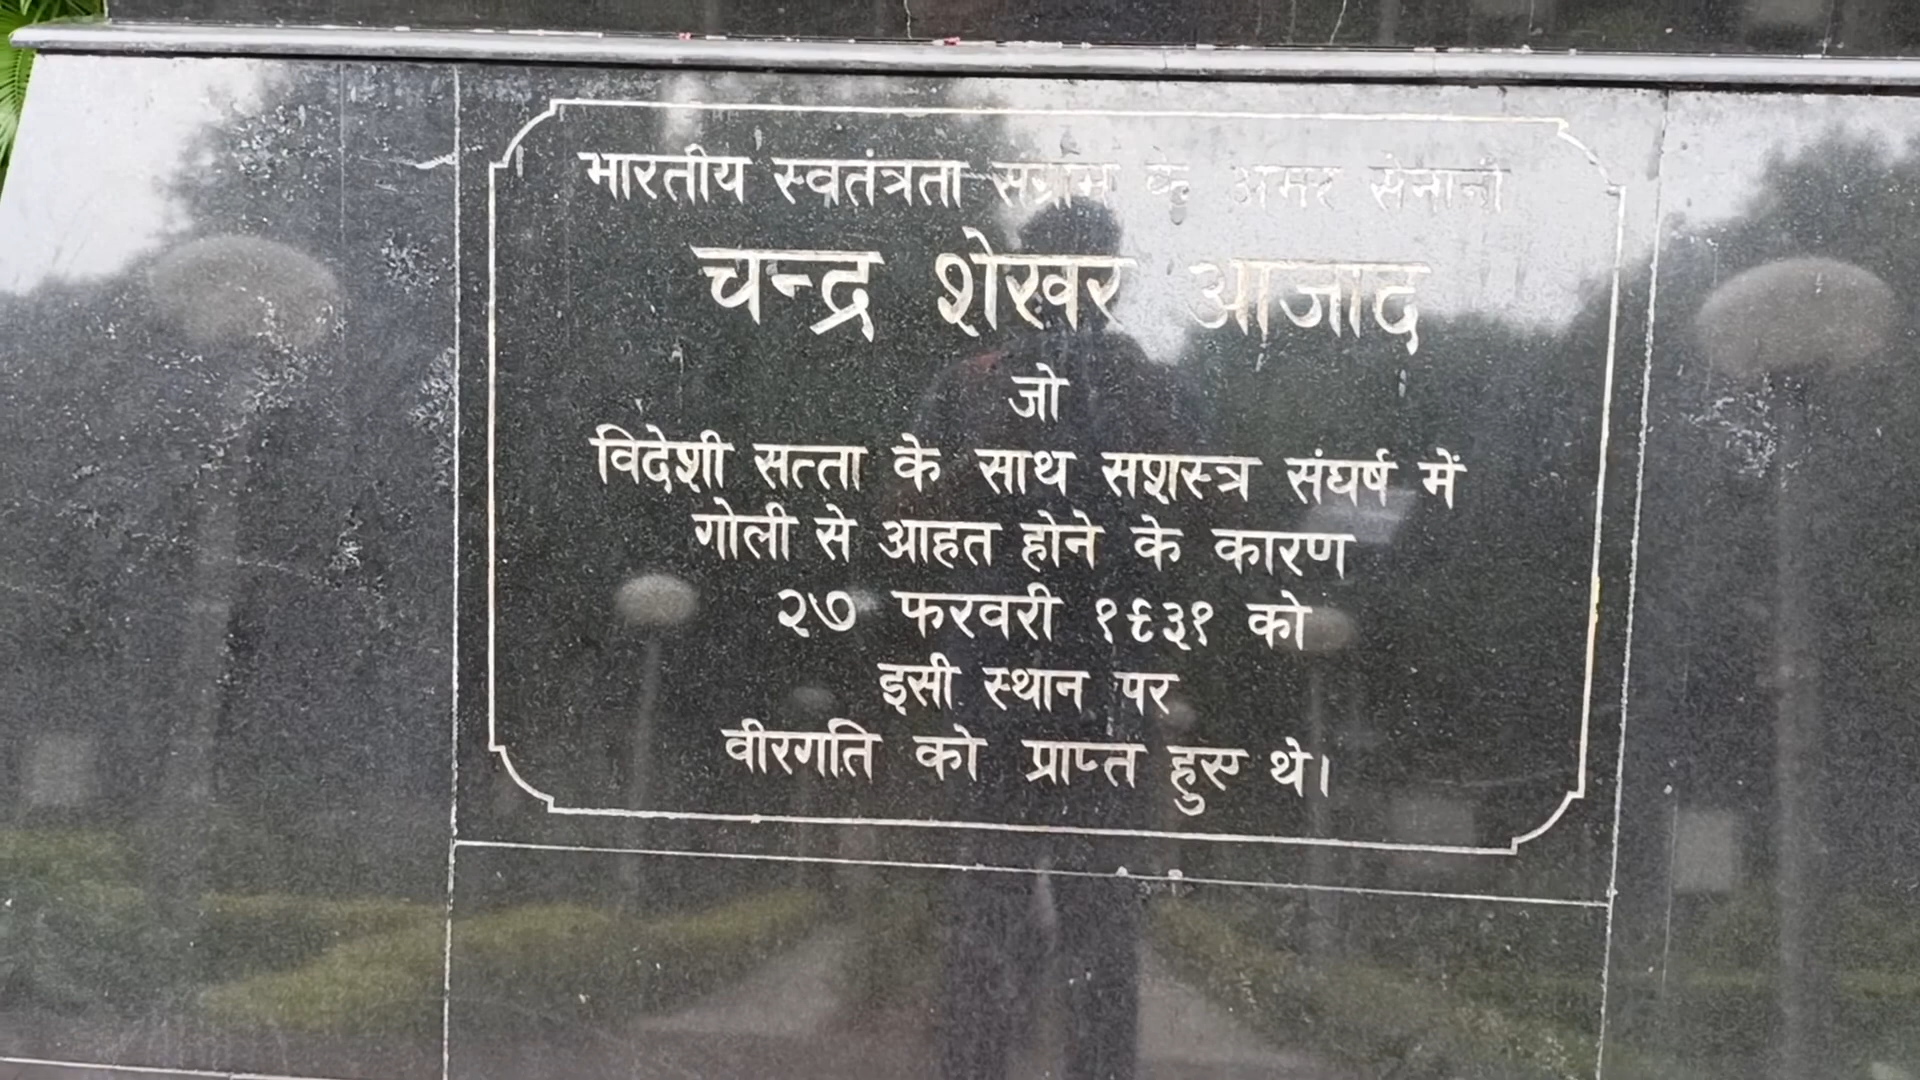 भारतीय स्वतंत्रता संग्राम के अमर सेनानी
चन्द्र शेखर आजाद
जो
विदेशी सत्ता के साथ सशस्त्र संघर्ष में
गोली से आहत होने के कारण
२७ फरवरी १९३१ को
इसी स्थान पर
वीरगति को प्राप्त हुए थे।